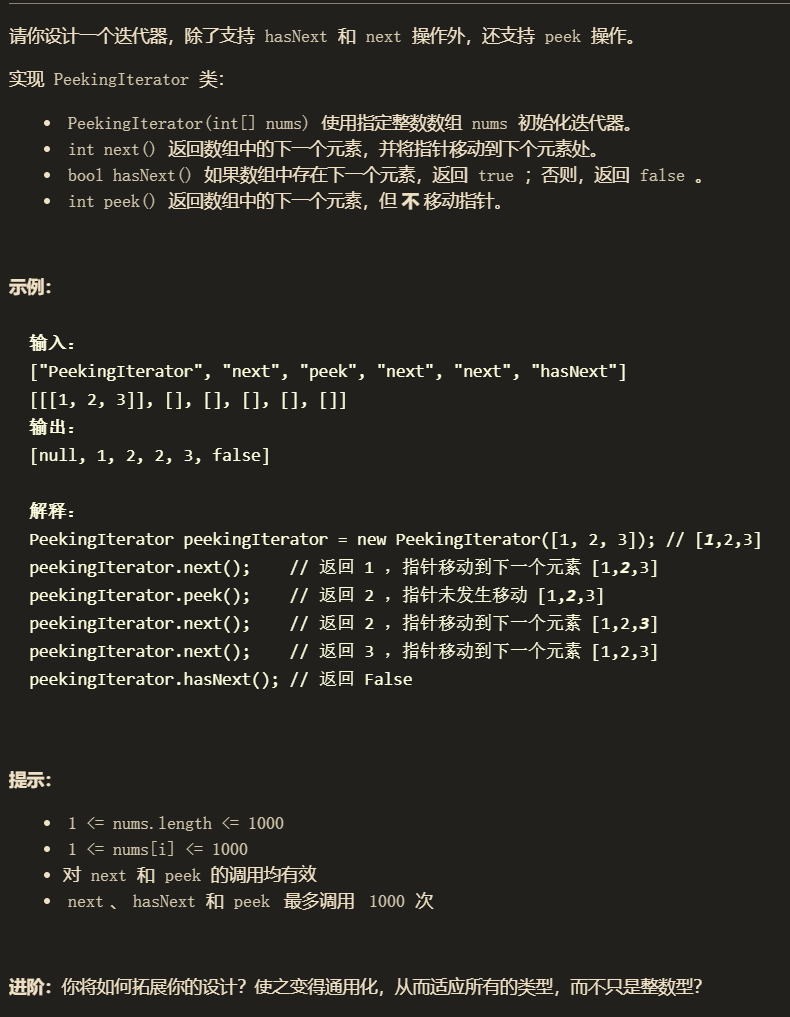 请你设计一个迭代器，除了支持 hasNext 和 next 操作外，还支持 peek 操作。
实现 PeekingIterator 类：
• PeekingIterator(int[] nums) 使用指定整数数组 nums 初始化迭代器。
• int next() 返回数组中的下一个元素，并将指针移动到下个元素处。
• bool hasNext() 如果数组中存在下一个元素，返回 true ；否则，返回 false 。
• int peek() 返回数组中的下一个元素，但 不 移动指针。
示例：
输入：
["PeekingIterator", "next", "peek", "next", "next", "hasNext"]
[[[1, 2, 3]], [], [], [], [], []]
输出：
[null, 1, 2, 2, 3, false]
解释：
PeekingIterator peekingIterator = new PeekingIterator([1, 2, 3]); // [1,2,3]
peekingIterator.next();    // 返回 1 ，指针移动到下一个元素 [1,2,3]
peekingIterator.peek();    // 返回 2 ，指针未发生移动 [1,2,3]
peekingIterator.next();    // 返回 2 ，指针移动到下一个元素 [1,2,3]
peekingIterator.next();    // 返回 3 ，指针移动到下一个元素 [1,2,3]
peekingIterator.hasNext(); // 返回 False
提示：
• 1 <= nums.length <= 1000
• 1 <= nums[i] <= 1000
• 对 next 和 peek 的调用均有效
• next 、 hasNext 和 peek 最多调用  1000 次
进阶：你将如何拓展你的设计？使之变得通用化，从而适应所有的类型，而不只是整数型？